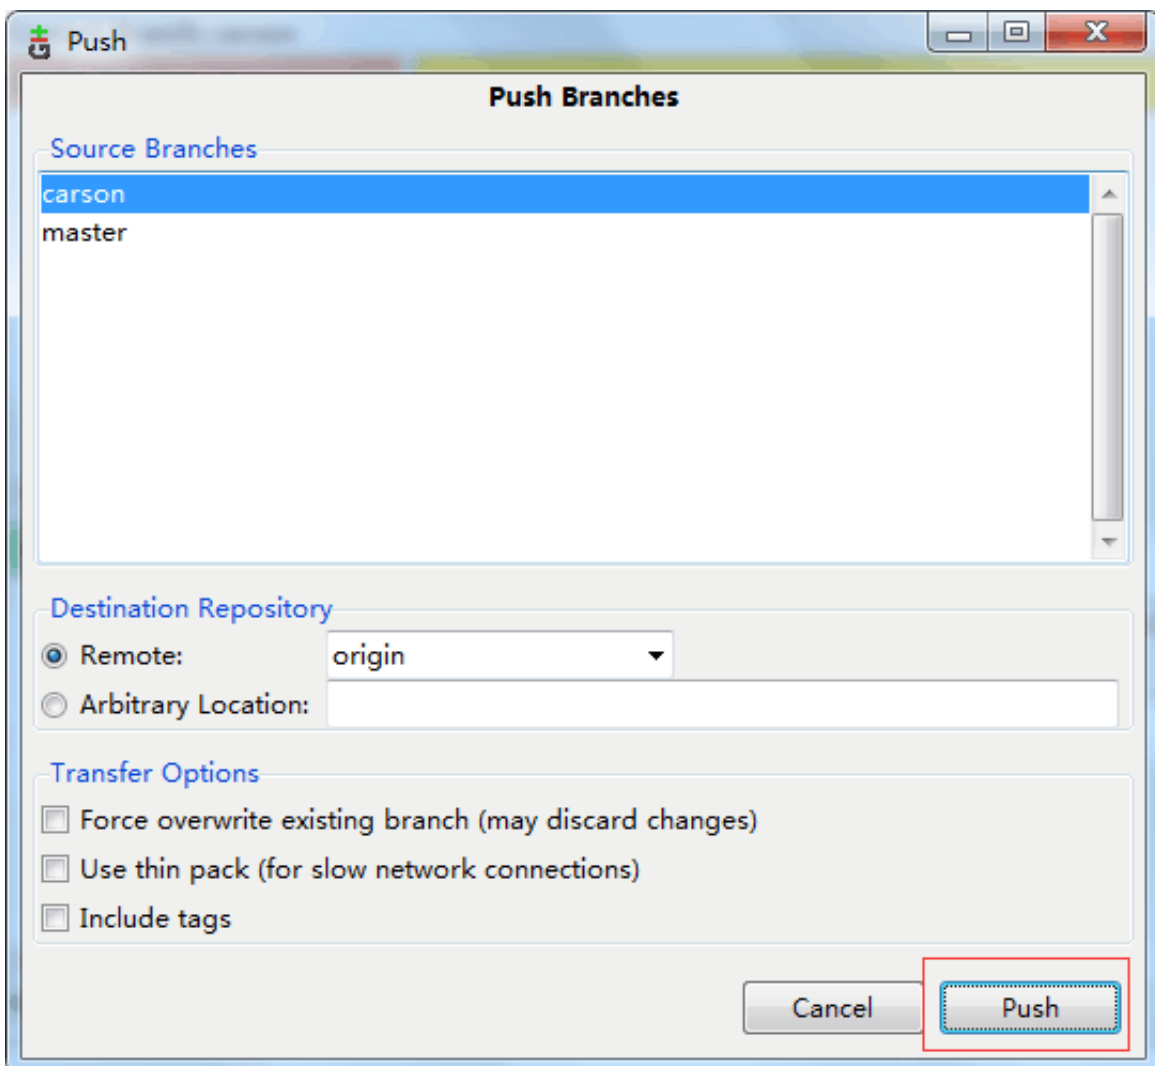 Push
Push Branches
Source Branches
carson
master
Destination Repository
Remote: origin
Arbitrary Location:
Transfer Options
Force overwrite existing branch (may discard changes)
Use thin pack (for slow network connections)
Include tags
Cancel Push